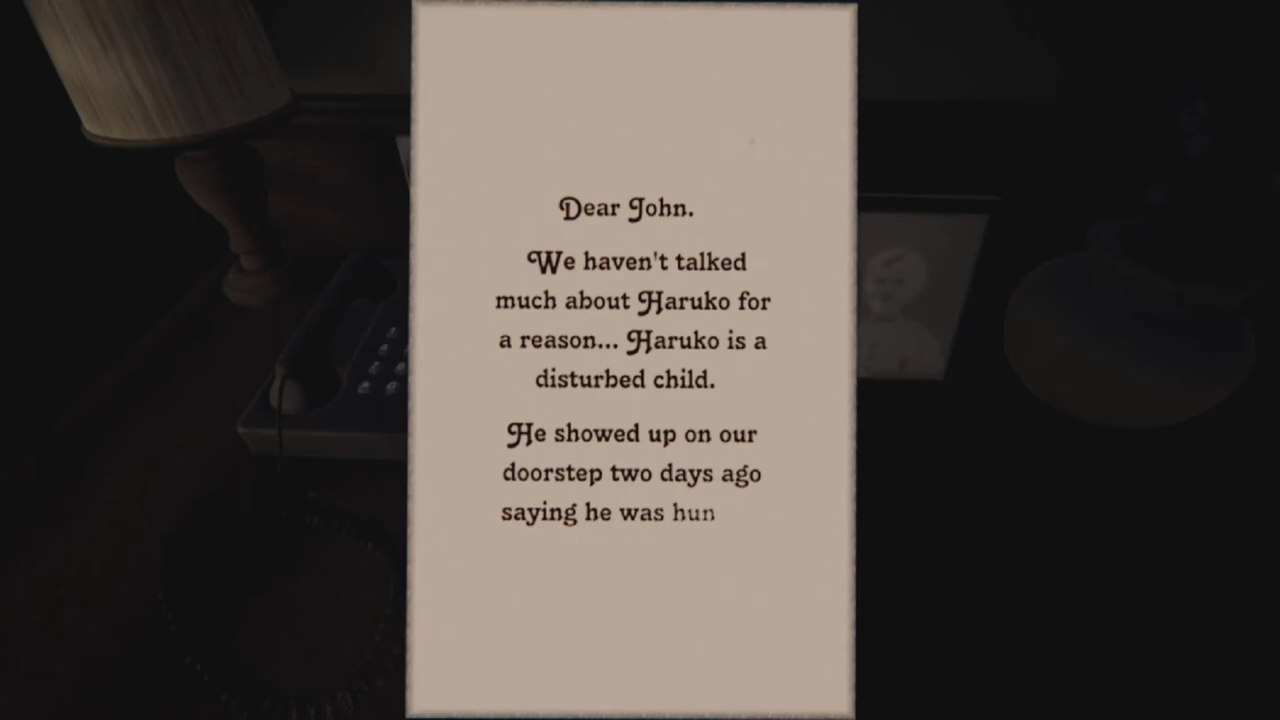 Dear John.
We haven't talked
much about Haruko for
a reason... Haruko is a
disturbed child.
He showed up on our
doorstep two days ago
saying he was hun